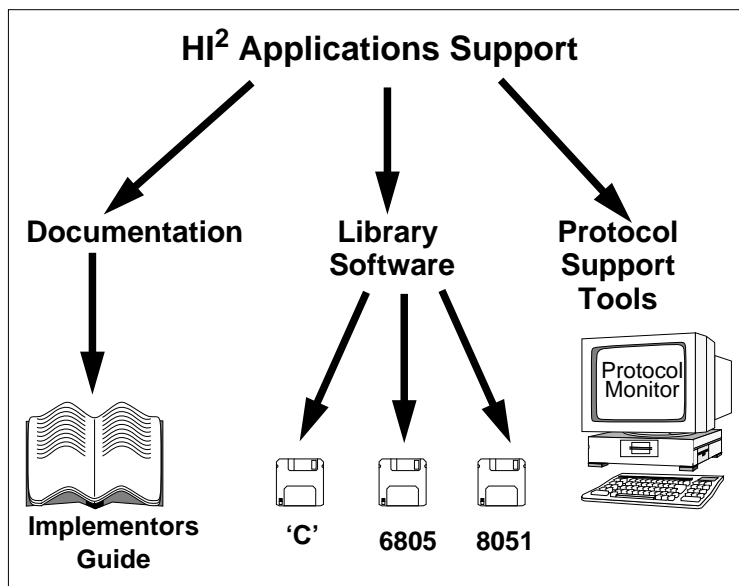 HI² Applications Support
Documentation
Library
Software
Protocol
Support
Tools
Protocol
Monitor
Implementors
Guide
‘C’
6805
8051